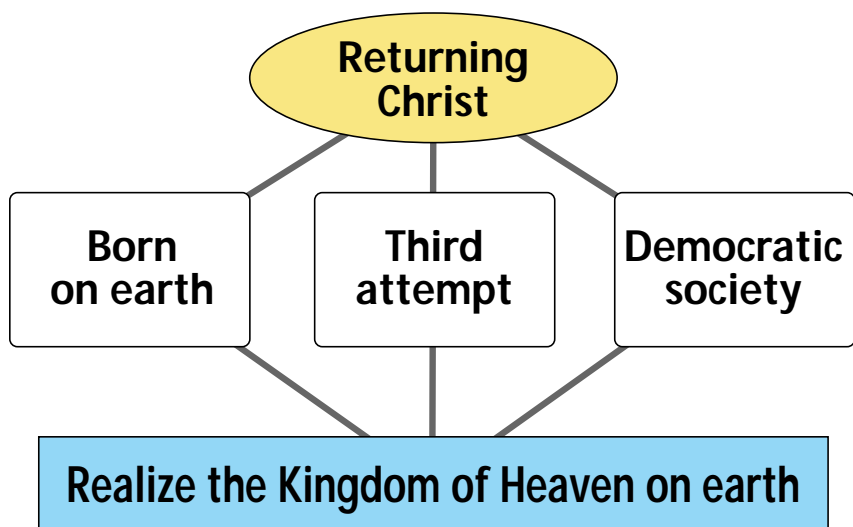 Returning
Christ
Born
on earth
Third
attempt
Democratic
society
Realize the Kingdom of Heaven on earth